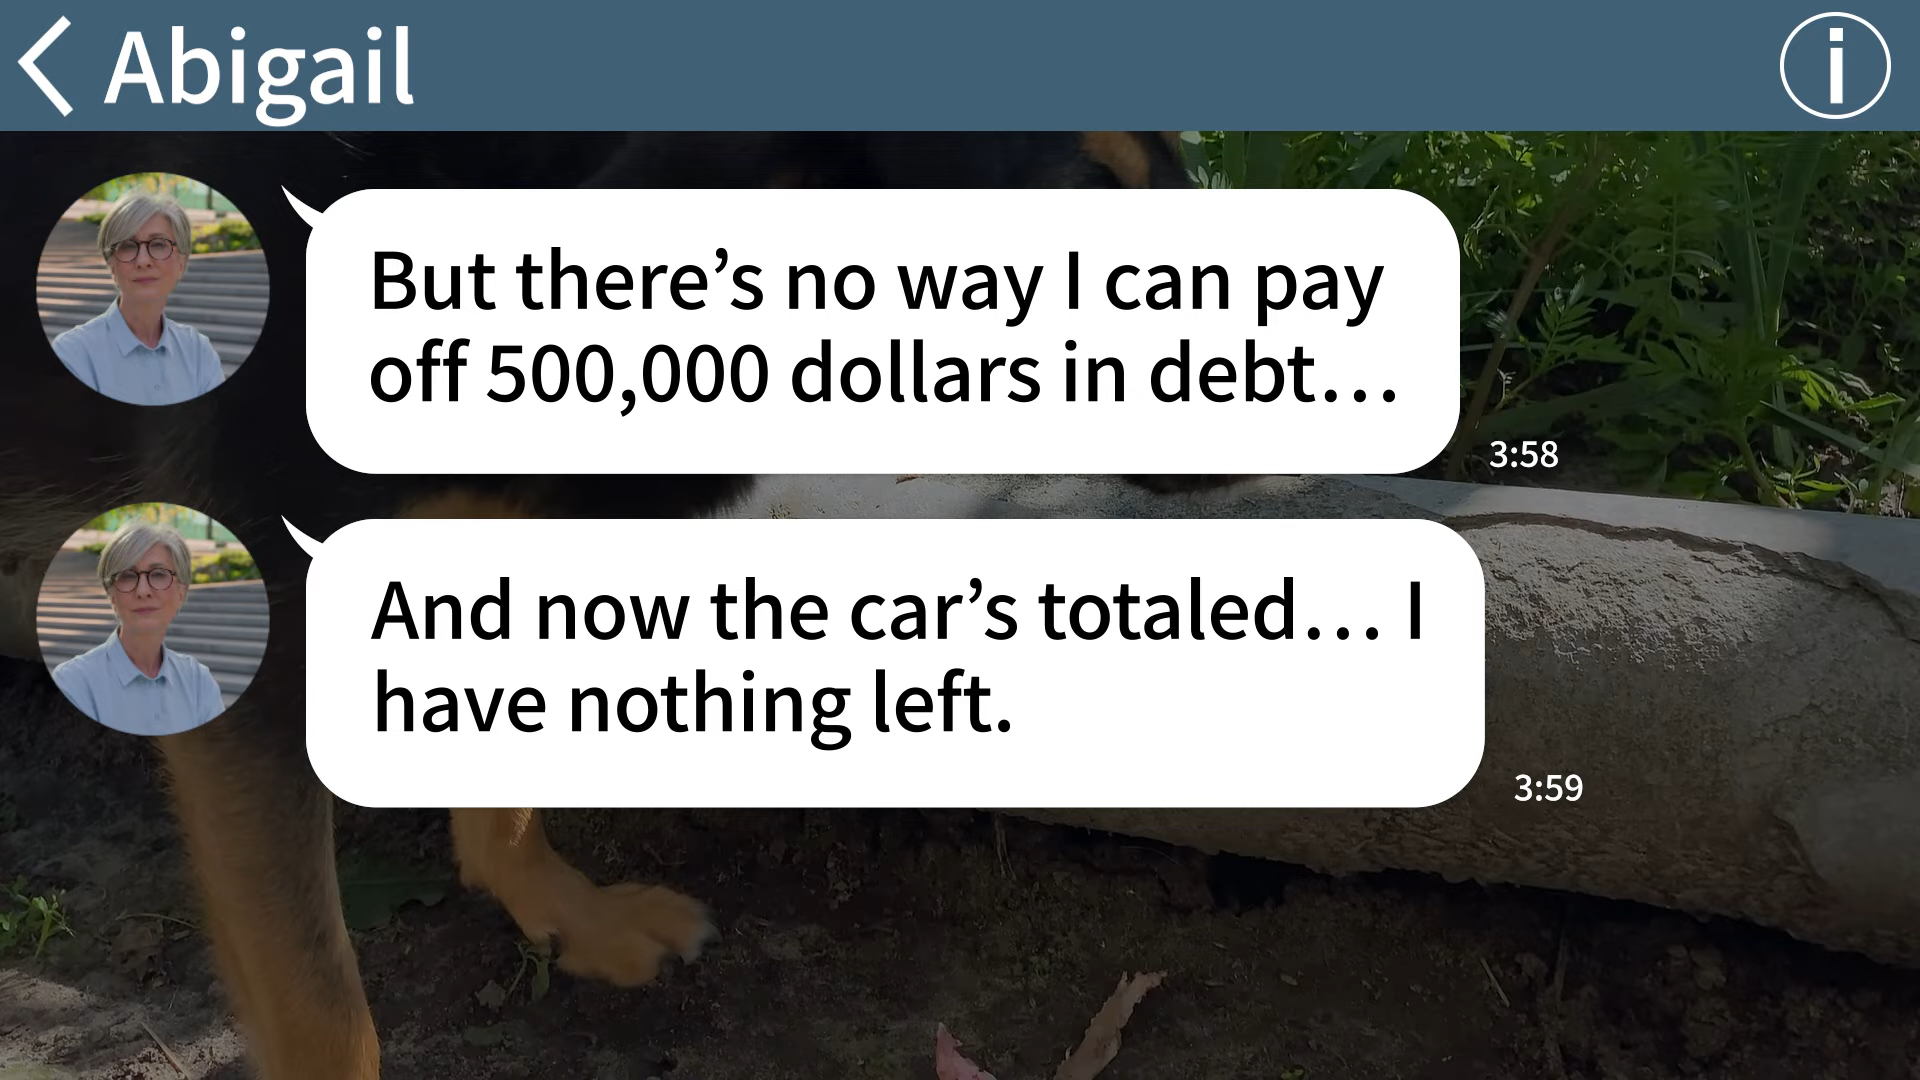 Abigail
But there’s no way I can pay
off 500,000 dollars in debt…
3:58
And now the car’s totaled… I
have nothing left.
3:59